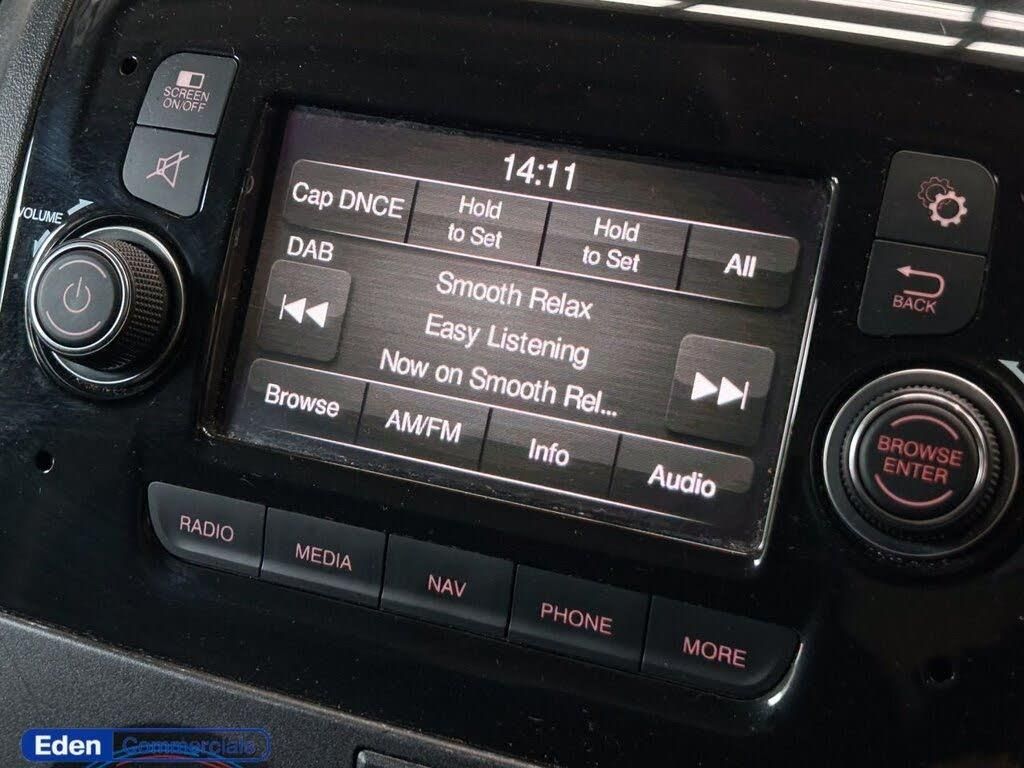 SCREEN
ON/OFF
VOLUME
14:11
Cap DNCE
Hold
to Set
Hold
to Set
All
DAB
Smooth Relax
Easy Listening
Now on Smooth Rel...
Browse
AM/FM
Info
Audio
BACK
BROWSE
ENTER
RADIO
MEDIA
NAV
PHONE
MORE
Eden Commercials